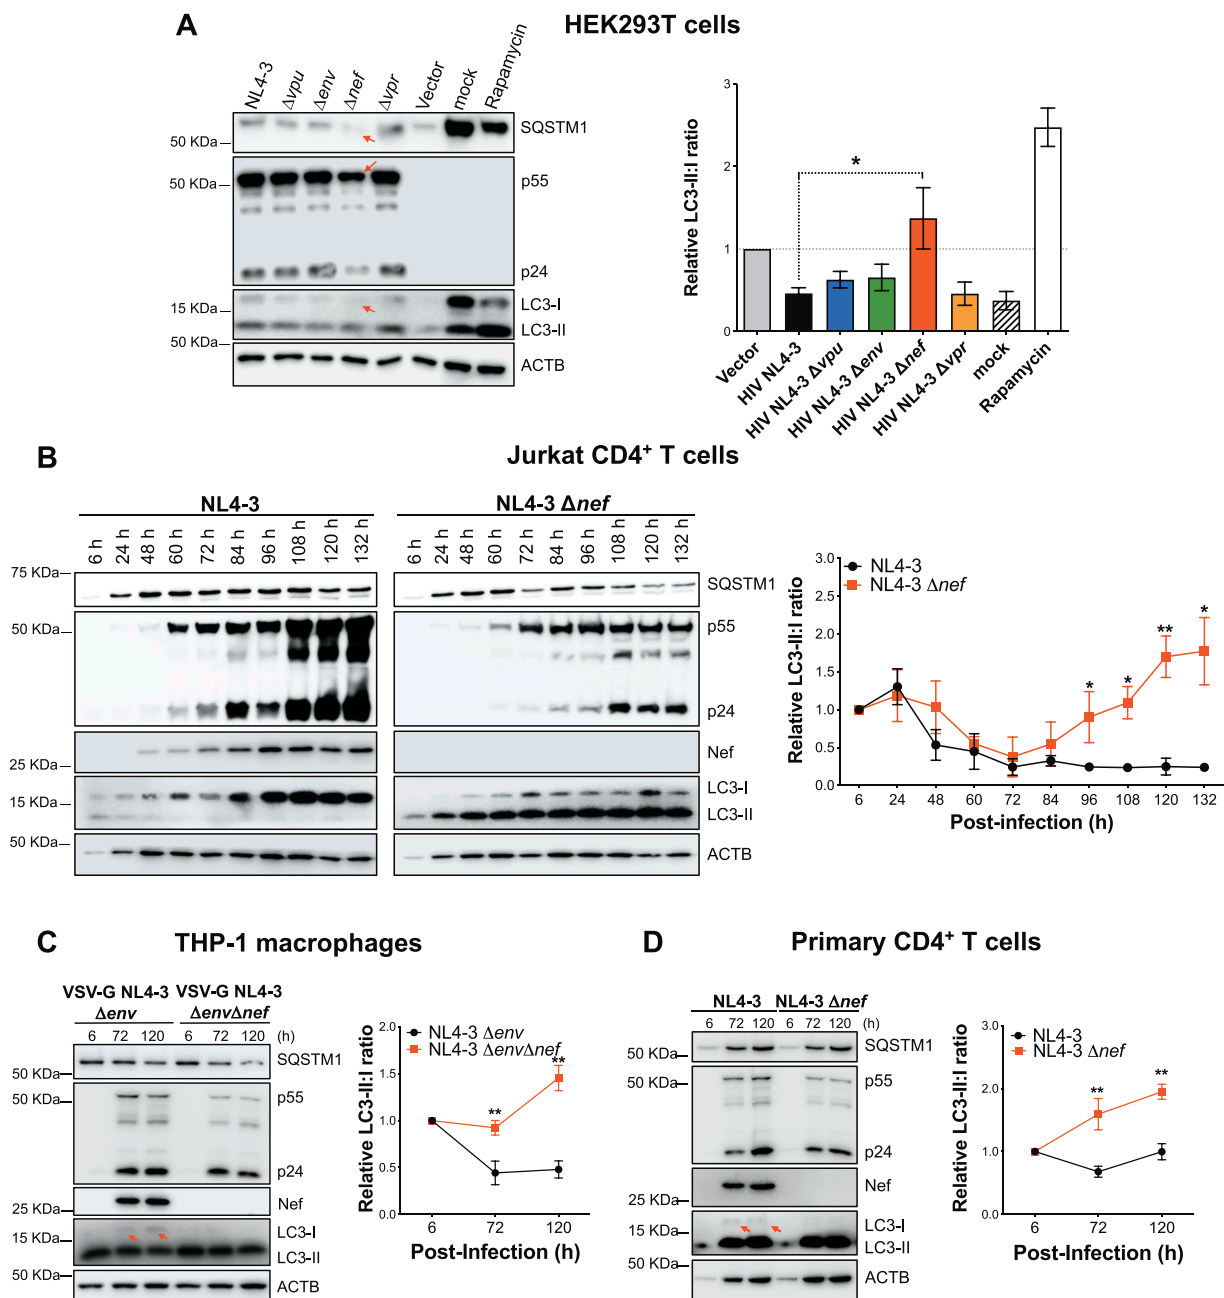 A
HEK293T cells
NL4-3
Δvpu
Δenv
Δnef
Δvpr
Vector
mock
Rapamycin
50 KDa
SQSTM1
50 KDa
p55
p24
15 KDa
LC3-I
LC3-II
50 KDa
ACTB
Relative LC3-II:I ratio
3
2
1
0
*
Vector
HIV NL4-3
HIV NL4-3 Δvpu
HIV NL4-3 Δenv
HIV NL4-3 Δnef
HIV NL4-3 Δvpr
mock
Rapamycin
B
Jurkat CD4+ T cells
NL4-3
NL4-3 Δnef
6 h
24 h
48 h
60 h
72 h
84 h
96 h
108 h
120 h
132 h
6 h
24 h
48 h
60 h
72 h
84 h
96 h
108 h
120 h
132 h
75 KDa
SQSTM1
50 KDa
p55
p24
Nef
25 KDa
LC3-I
15 KDa
LC3-II
50 KDa
ACTB
Relative LC3-II:I ratio
3.0
2.5
2.0
1.5
1.0
0.5
0.0
NL4-3
NL4-3 Δnef
* * ** *
6 24 48 60 72 84 96 108 120 132
Post-infection (h)
C
THP-1 macrophages
VSV-G NL4-3 VSV-G NL4-3
Δenv ΔenvΔnef
6 72 120 6 72 120 (h)
SQSTM1
50 KDa
50 KDa
p55
p24
25 KDa
Nef
LC3-I
15 KDa
LC3-II
50 KDa
ACTB
Relative LC3-II:I ratio
2.0
1.5
1.0
0.5
0.0
NL4-3 Δenv
NL4-3 ΔenvΔnef
** **
6 72 120
Post-Infection (h)
D
Primary CD4+ T cells
NL4-3 NL4-3 Δnef
6 72 120 6 72 120 (h)
50 KDa
SQSTM1
50 KDa
p55
p24
Nef
25 KDa
LC3-I
15 KDa
LC3-II
50 KDa
ACTB
Relative LC3-II:I ratio
3.0
2.0
1.0
0.0
NL4-3
NL4-3 Δnef
** **
6 72 120
Post-Infection (h)